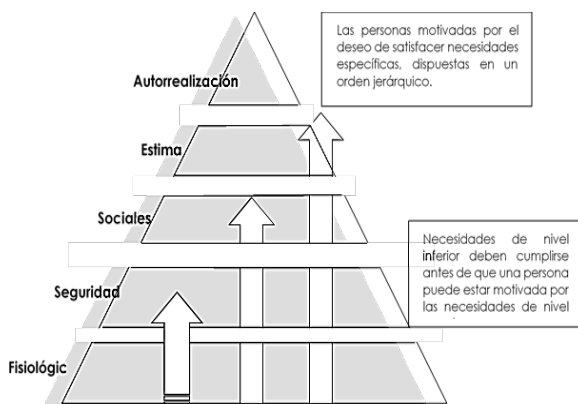 Las personas motivadas por el
deseo de satisfacer necesidades
específicas, dispuestas en un
orden jerárquico.
Autorrealización
Estima
Sociales
Necesidades de nivel
inferior deben cumplirse
antes de que una persona
puede estar motivada por
las necesidades de nivel
Seguridad
Fisiológic